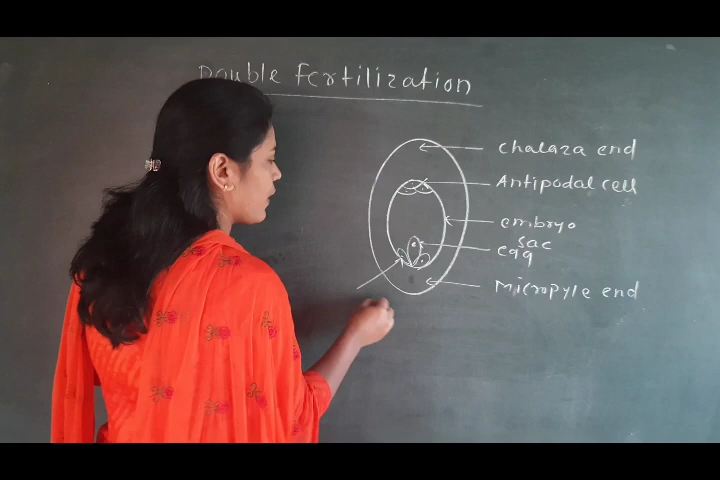 Double Fertilization
chalaza end
Antipodal cell
embryo
sac
egg
Micropyle end